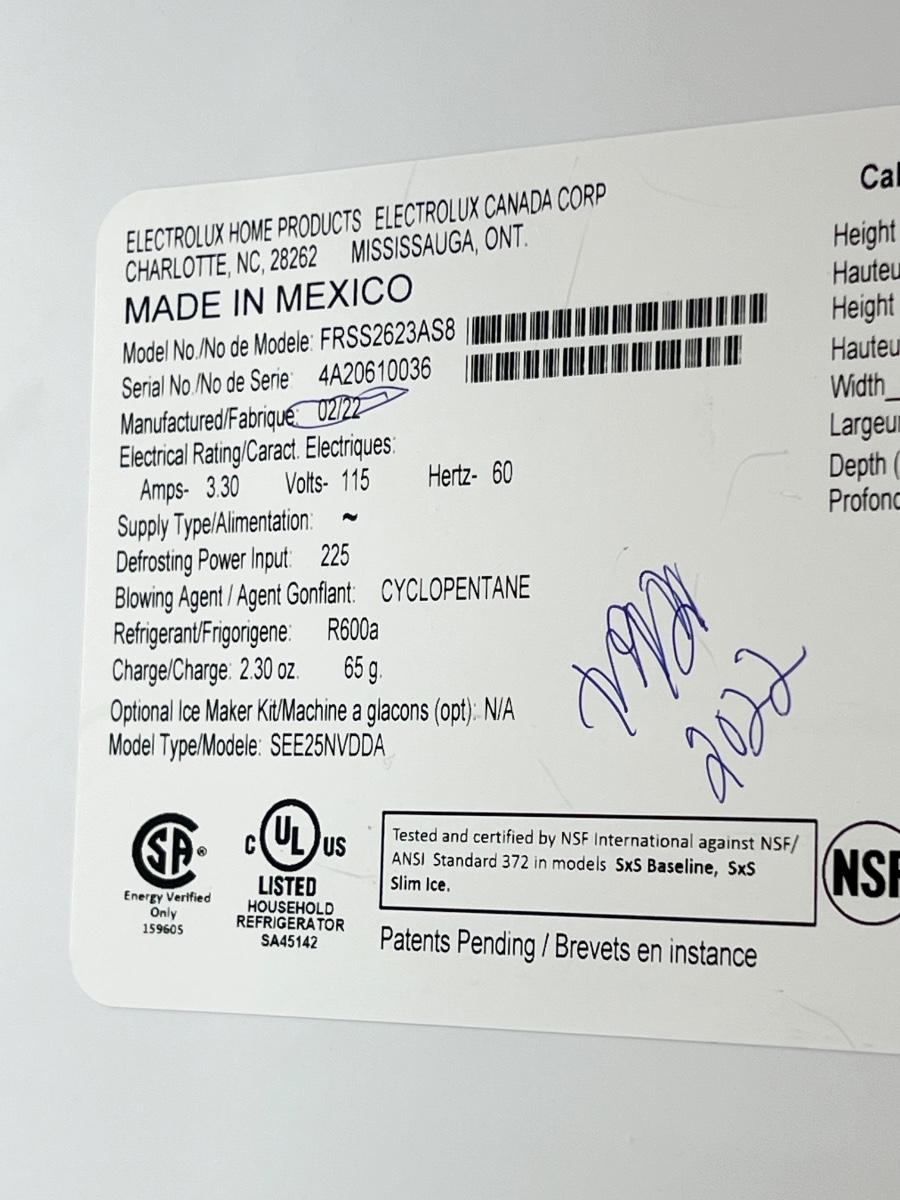 ELECTROLUX HOME PRODUCTS ELECTROLUX CANADA CORP
CHARLOTTE, NC, 28262 MISSISSAUGA, ONT.
MADE IN MEXICO
Model No./No de Modele: FRSS2623AS8
Serial No./No de Serie: 4A20610036
Manufactured/Fabrique: 02/22
Electrical Rating/Caract. Electriques:
Amps- 3.30 Volts- 115 Hertz- 60
Supply Type/Alimentation: ~
Defrosting Power Input: 225
Blowing Agent / Agent Gonflant: CYCLOPENTANE
Refrigerant/Frigorigene: R600a
Charge/Charge: 2.30 oz. 65 g.
Optional Ice Maker Kit/Machine a glacons (opt): N/A
Model Type/Modele: SEE25NVDDA
2022
SA®
Energy Verified
Only
159605
C UL US
LISTED
HOUSEHOLD
REFRIGERATOR
SA45142
Tested and certified by NSF International against NSF/
ANSI Standard 372 in models SxS Baseline, SxS
Slim Ice.
NSF
Patents Pending / Brevets en instance
Height
Height
Width_
Largeur
Depth (